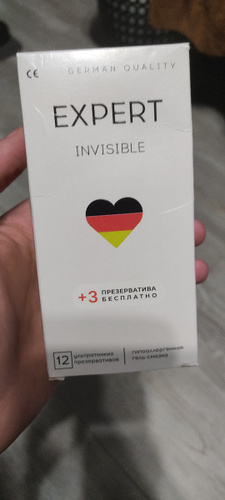 CE GERMAN QUALITY
EXPERT
INVISIBLE
+3 ПРЕЗЕРВАТИВА
БЕСПЛАТНО
12 ультратонких
презервативов
гипоаллергенная
гель-смазка